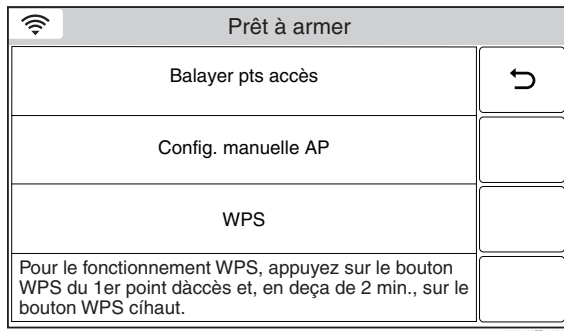 Prêt à armer
Balayer pts accès
Config. manuelle AP
WPS
Pour le fonctionnement WPS, appuyez sur le bouton
WPS du 1er point dàccès et, en deça de 2 min., sur le
bouton WPS cíhaut.